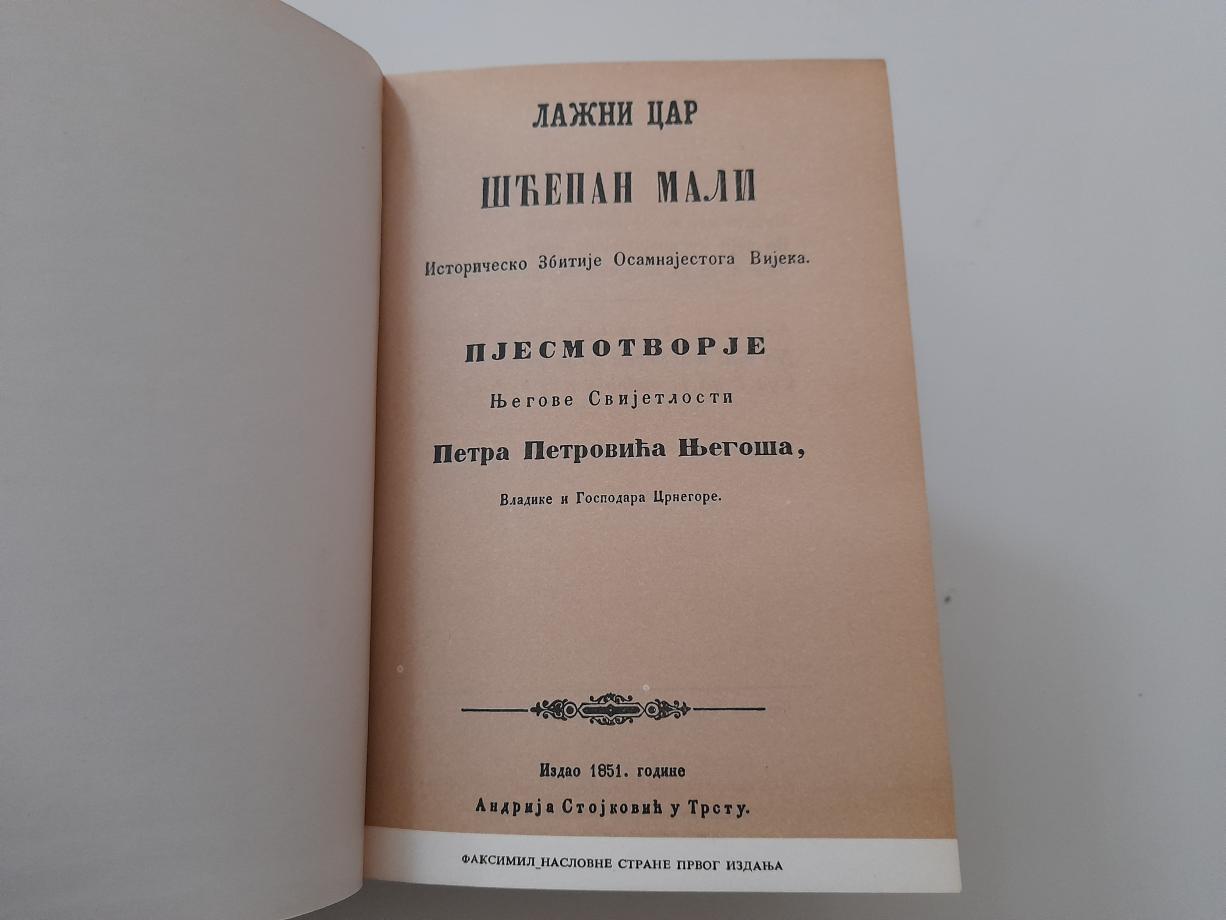 ЛАЖНИ ЦАР
ШЋЕПАН МАЛИ
Историческо Збитије Осамнајестога Вијека.
ПЈЕСМОТВОРЈЕ
Његове Свијетлости
Петра Петровића Његоша,
Владике и Господара Црнегоре.
Издао 1851. године
Андрија Стојковић у Трсту.
ФАКСИМИЛ НАСЛОВНЕ СТРАНЕ ПРВОГ ИЗДАЊА